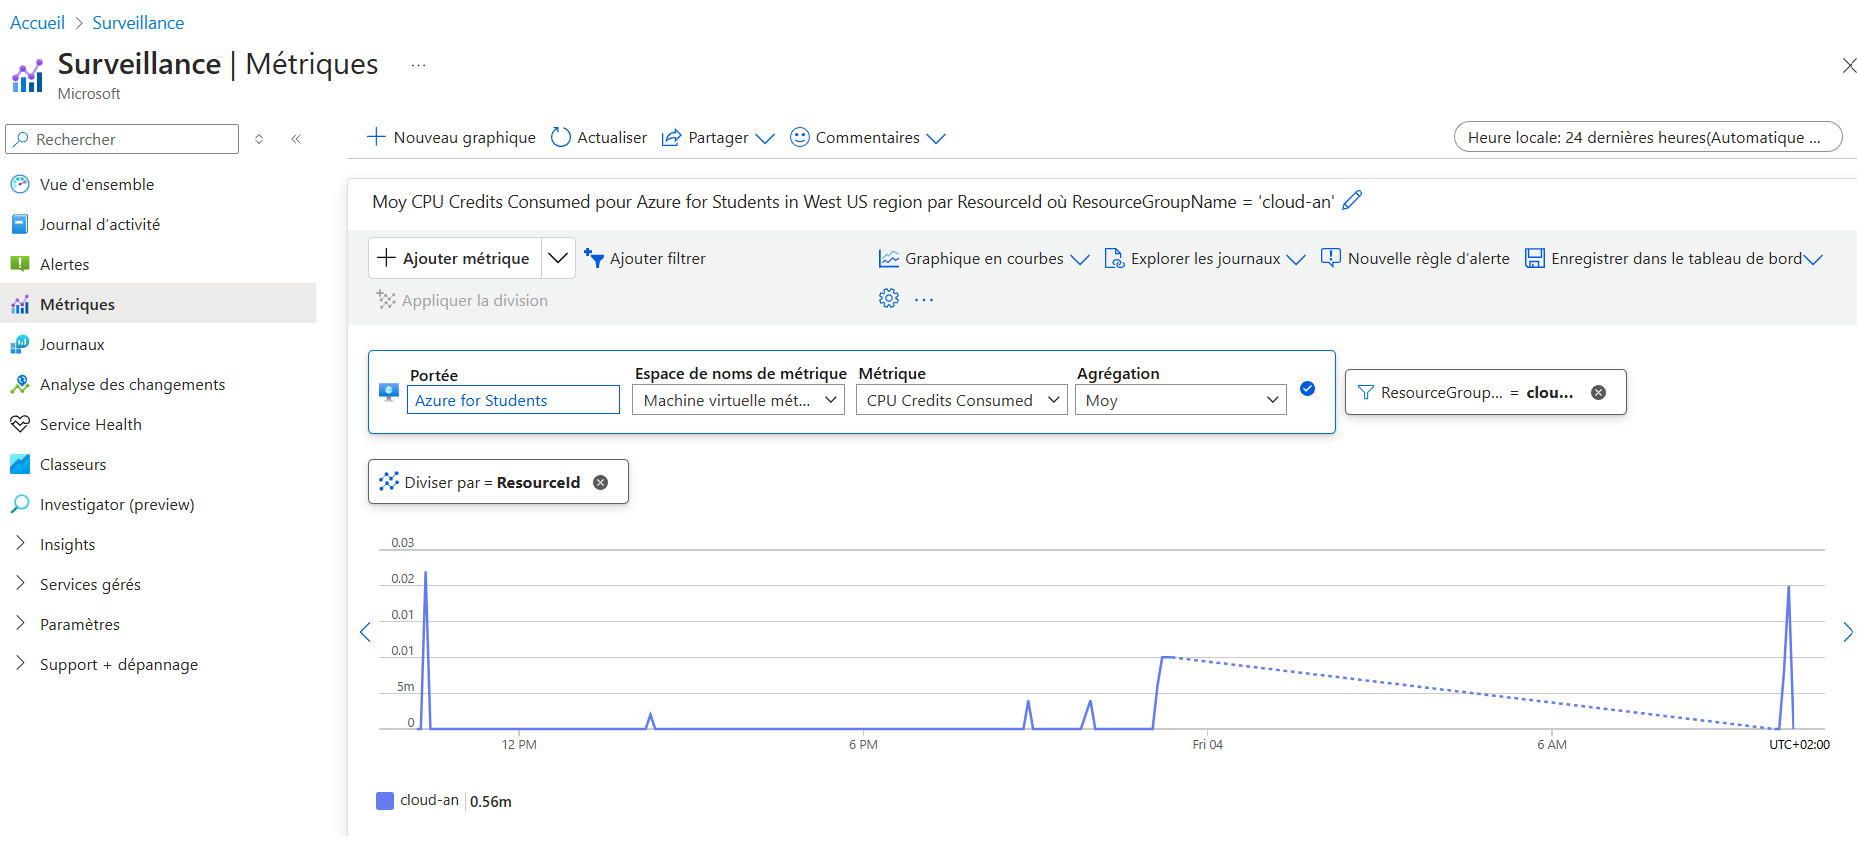 Accueil > Surveillance
Surveillance | Métriques ...
Microsoft
Rechercher
Vue d'ensemble
Journal d’activité
Alertes
Métriques
Journaux
Analyse des changements
Service Health
Classeurs
Investigator (preview)
Insights
Services gérés
Paramètres
Support + dépannage
Nouveau graphique Actualiser Partager Commentaires
Heure locale: 24 dernières heures(Automatique ...
Moy CPU Credits Consumed pour Azure for Students in West US region par ResourceId où ResourceGroupName = 'cloud-an'
Ajouter métrique Ajouter filtrer Graphique en courbes Explorer les journaux Nouvelle règle d’alerte Enregistrer dans le tableau de bord
Appliquer la division ...
Portée Espace de noms de métrique Métrique Agrégation
Azure for Students Machine virtuelle mét... CPU Credits Consumed Moy
ResourceGroup... = clou...
Diviser par = ResourceId
0.03
0.02
0.01
0.01
5m
0
12 PM 6 PM Fri 04 6 AM UTC+02:00
cloud-an 0.56m